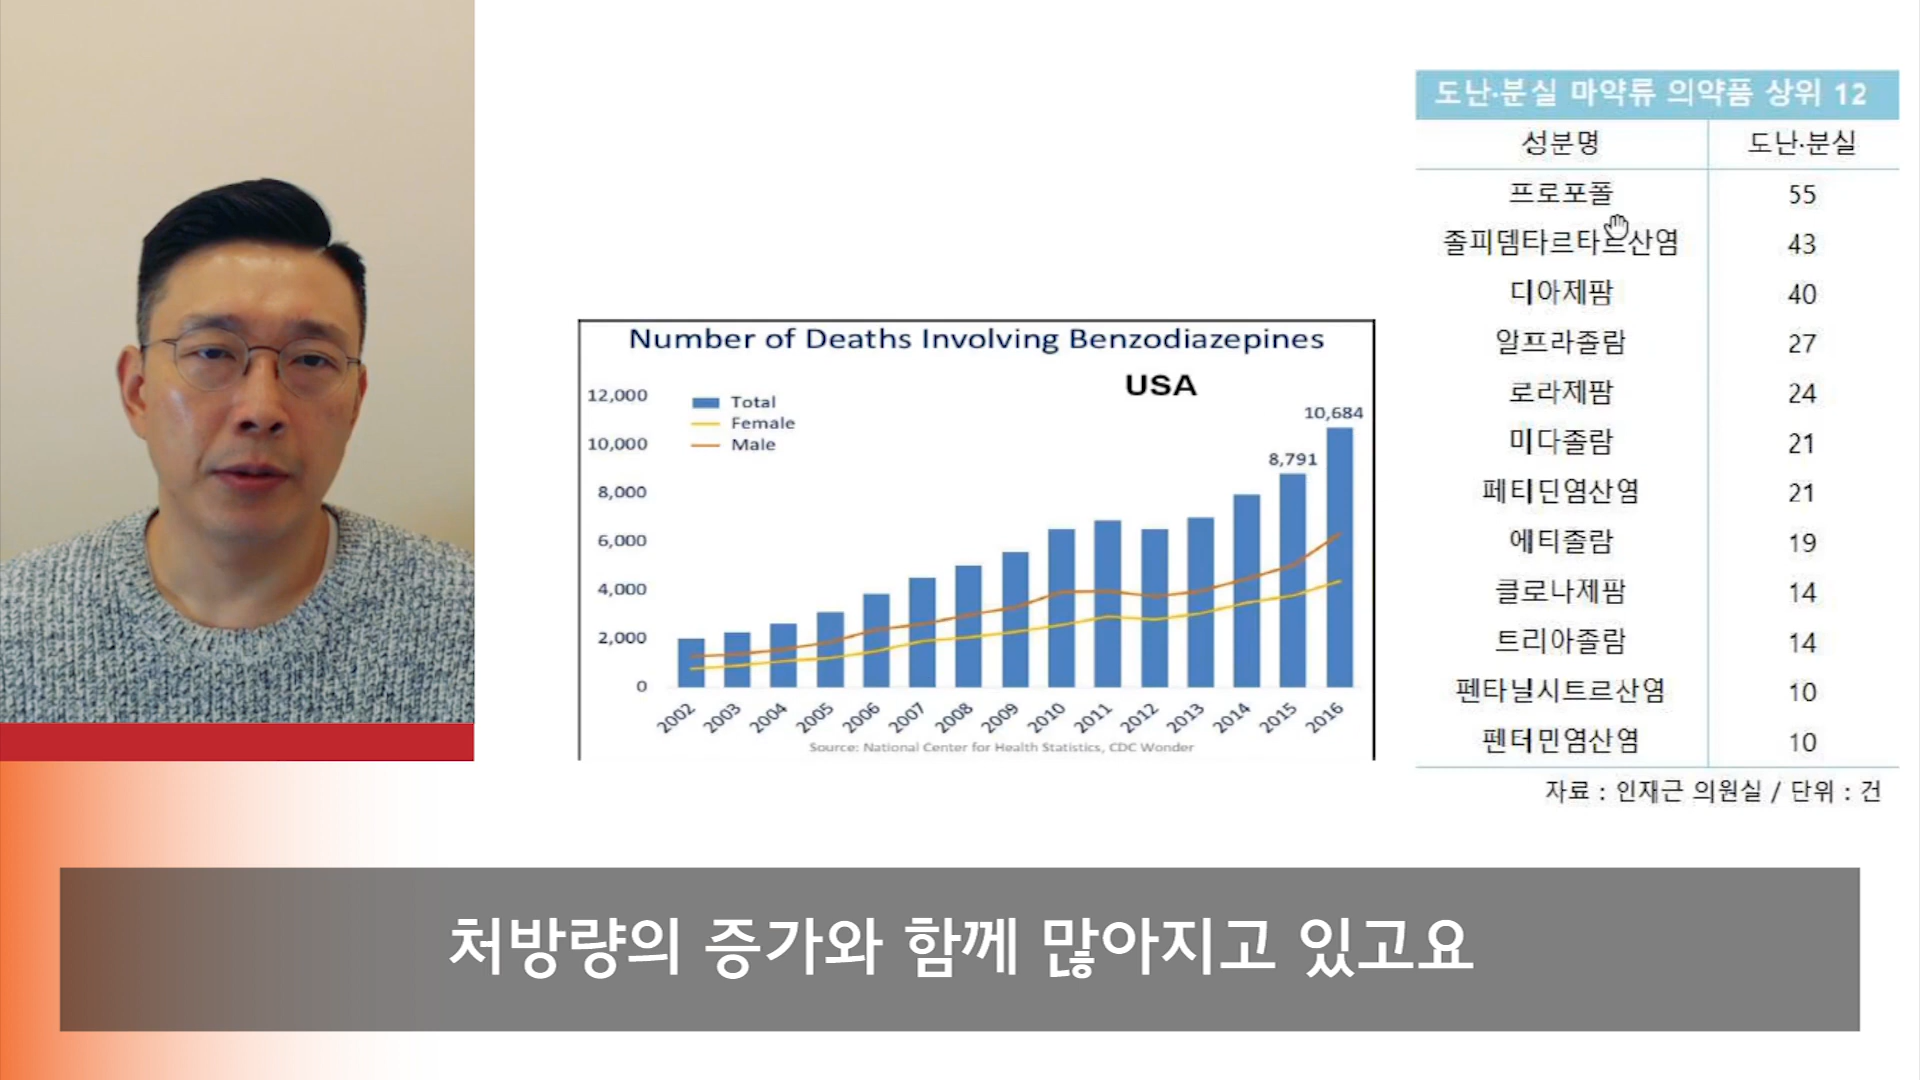 Number of Deaths Involving Benzodiazepines
USA
Total
Female
Male
12,000
10,000
8,000
6,000
4,000
2,000
0
10,684
8,791
2002 2003 2004 2005 2006 2007 2008 2009 2010 2011 2012 2013 2014 2015 2016
Source: National Center for Health Statistics, CDC Wonder
도난·분실 마약류 의약품 상위 12
성분명 도난·분실
프로포폴 55
졸피뎀타르타르산염 43
디아제팜 40
알프라졸람 27
로라제팜 24
미다졸람 21
페티딘염산염 21
에티졸람 19
클로나제팜 14
트리아졸람 14
펜타닐시트르산염 10
펜터민염산염 10
자료 : 인재근 의원실 / 단위 : 건
처방량의 증가와 함께 많아지고 있고요